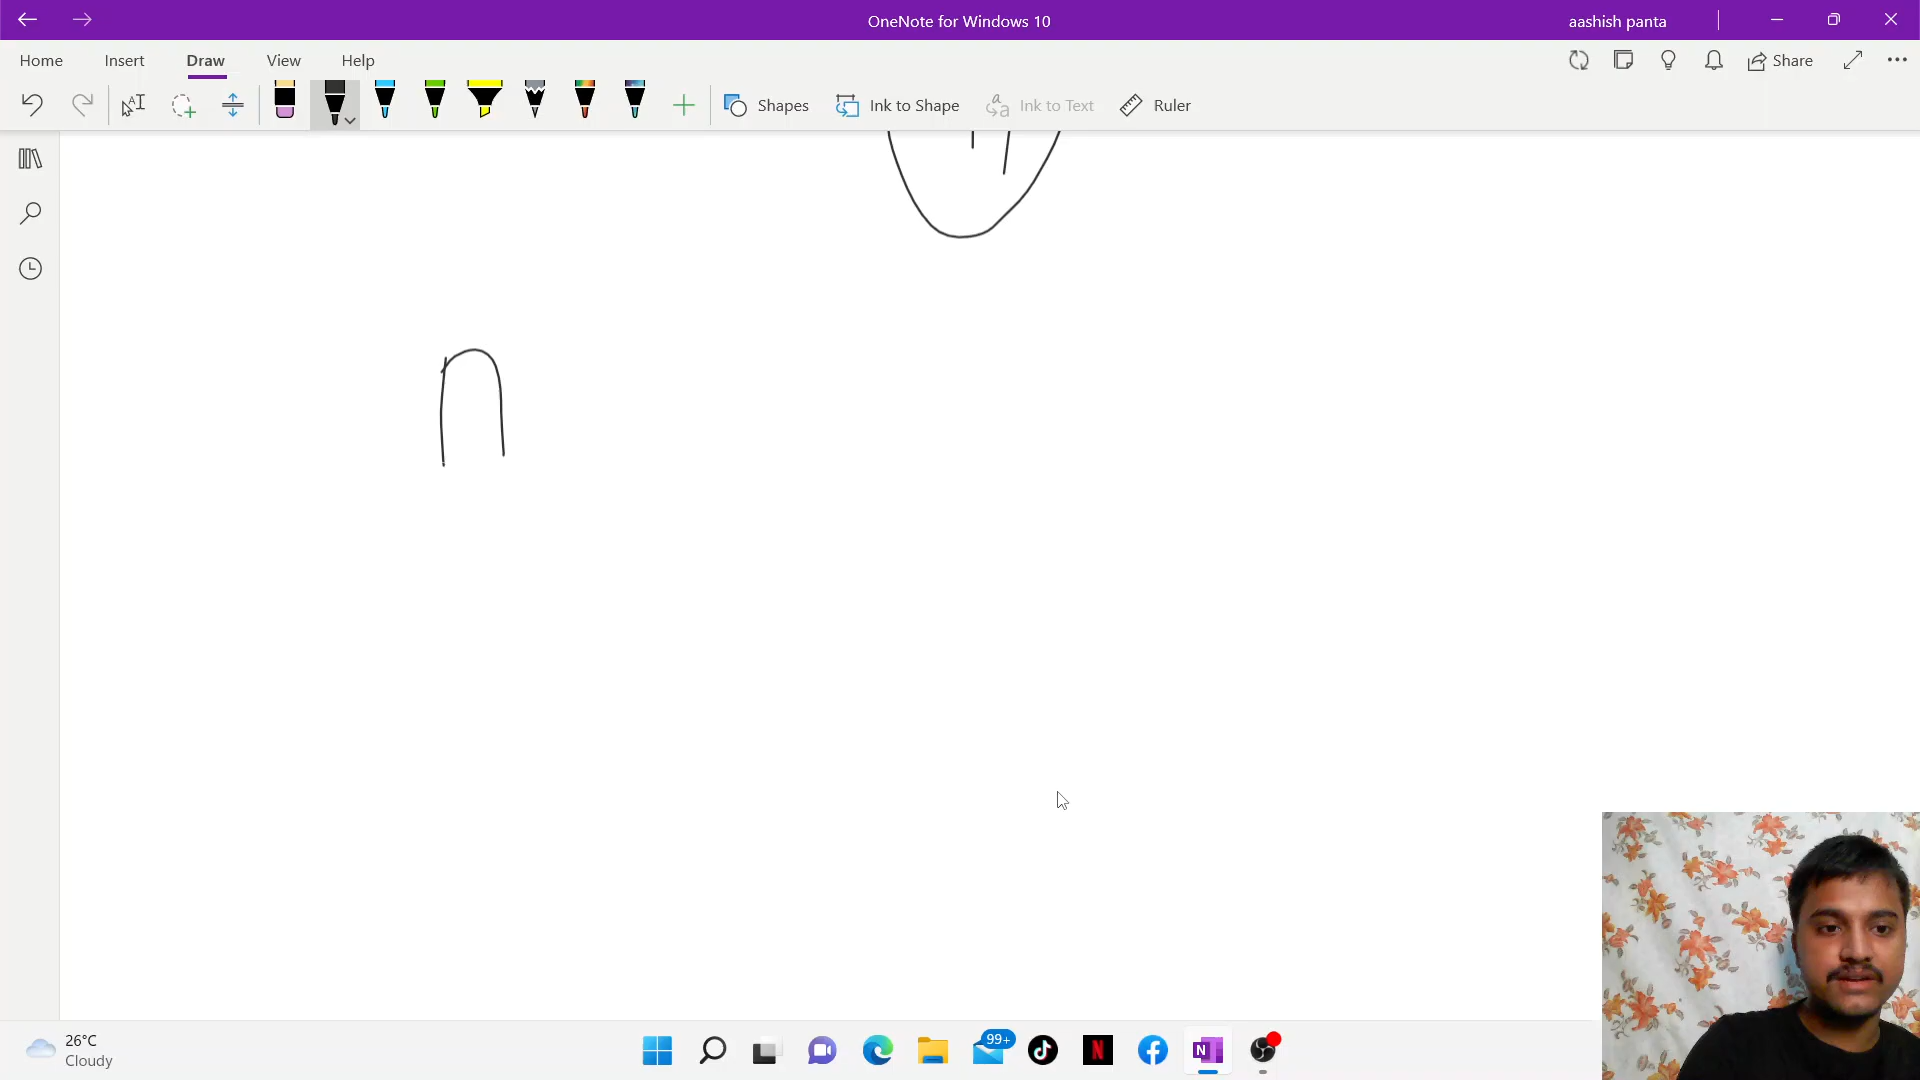 OneNote for Windows 10
aashish panta
Home Insert Draw View Help
Share
Shapes Ink to Shape Ink to Text Ruler
n
26°C
Cloudy
99+